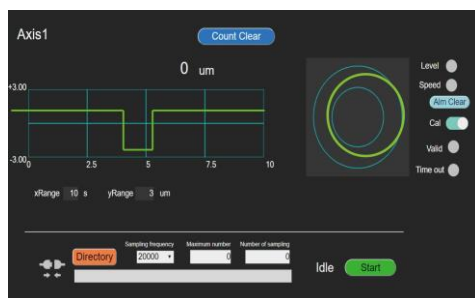 Axis1
Count Clear
0 um
+3.00
-3.00
0 2.5 5 7.5 10
xRange 10 s yRange 3 um
Level
Speed
Alm Clear
Cal
Valid
Time out
Sampling frequency Maximum number Number of sampling
Directory 20000 0 0
Idle Start